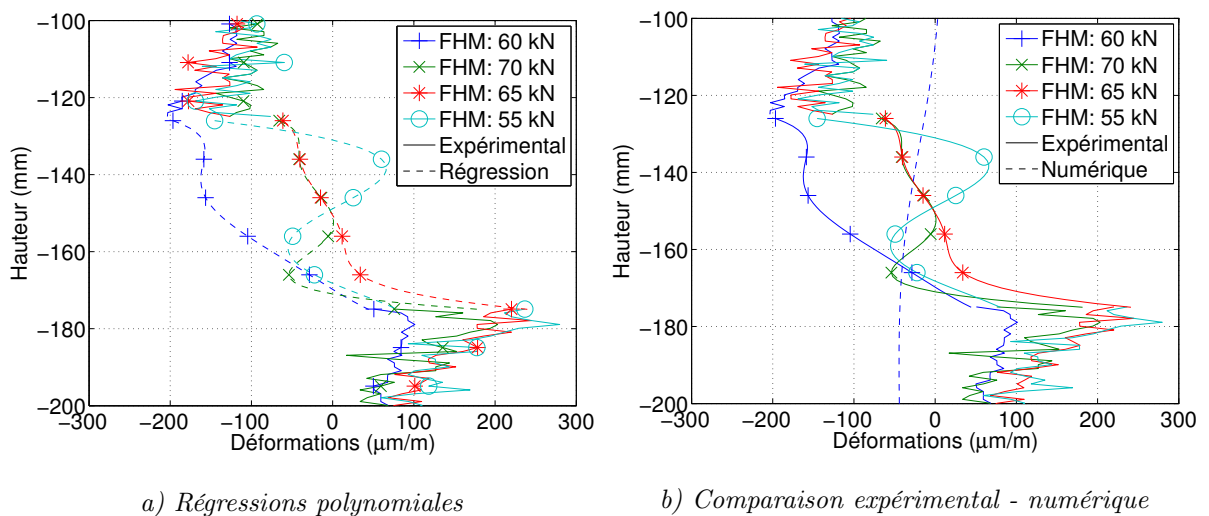 −100
−120
−140
−160
−180
−200
−300
−200
−100
0
100
200
300
Hauteur (mm)
Déformations (µm/m)
FHM: 60 kN
FHM: 70 kN
FHM: 65 kN
FHM: 55 kN
Expérimental
Régression
a) Régressions polynomiales
−100
−120
−140
−160
−180
−200
−300
−200
−100
0
100
200
300
Hauteur (mm)
Déformations (µm/m)
FHM: 60 kN
FHM: 70 kN
FHM: 65 kN
FHM: 55 kN
Expérimental
Numérique
b) Comparaison expérimental - numérique